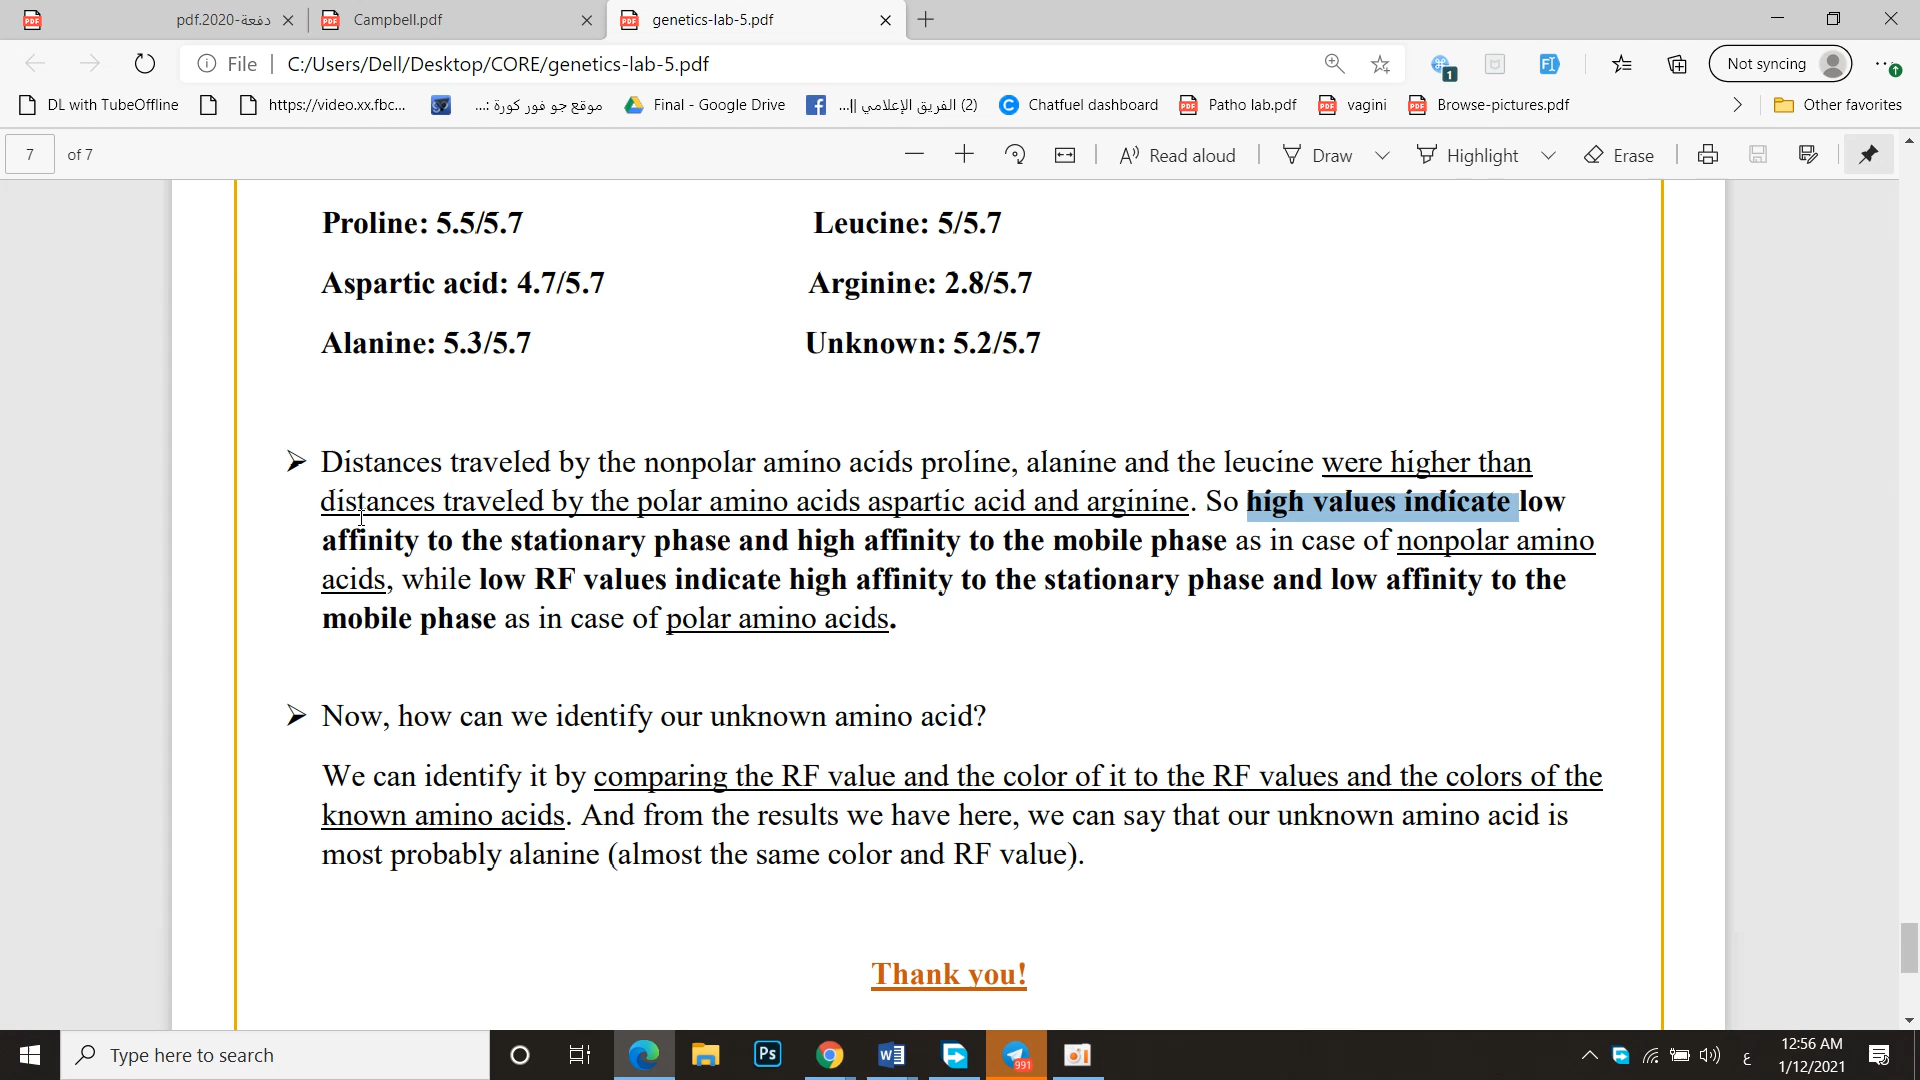 دفعة-2020.pdf
Campbell.pdf
genetics-lab-5.pdf
File
C:/Users/Dell/Desktop/CORE/genetics-lab-5.pdf
1
Not syncing
DL with TubeOffline
https://video.xx.fbc...
موقع جو فور كورة :...
Final - Google Drive
(2) الفريق الإعلامي ||...
Chatfuel dashboard
Patho lab.pdf
vagini
Browse-pictures.pdf
Other favorites
7 of 7
Read aloud
Draw
Highlight
Erase
Proline: 5.5/5.7 Leucine: 5/5.7
Aspartic acid: 4.7/5.7 Arginine: 2.8/5.7
Alanine: 5.3/5.7 Unknown: 5.2/5.7
➢ Distances traveled by the nonpolar amino acids proline, alanine and the leucine were higher than
distances traveled by the polar amino acids aspartic acid and arginine. So high values indicate low
affinity to the stationary phase and high affinity to the mobile phase as in case of nonpolar amino
acids, while low RF values indicate high affinity to the stationary phase and low affinity to the
mobile phase as in case of polar amino acids.
➢ Now, how can we identify our unknown amino acid?
We can identify it by comparing the RF value and the color of it to the RF values and the colors of the
known amino acids. And from the results we have here, we can say that our unknown amino acid is
most probably alanine (almost the same color and RF value).
Thank you!
Type here to search
Ps
991
ع
12:56 AM
1/12/2021